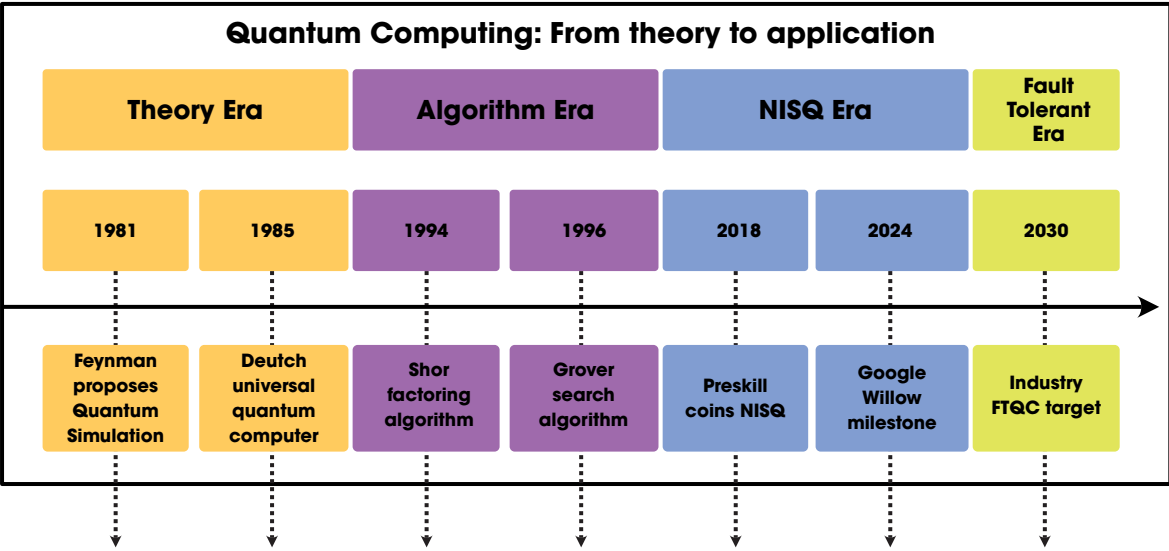 Quantum Computing: From theory to application
Theory Era
Algorithm Era
NISQ Era
Fault
Tolerant
Era
1981
1985
1994
1996
2018
2024
2030
Feynman
proposes
Quantum
Simulation
Deutch
universal
quantum
computer
Shor
factoring
algorithm
Grover
search
algorithm
Preskill
coins NISQ
Google
Willow
milestone
Industry
FTQC target